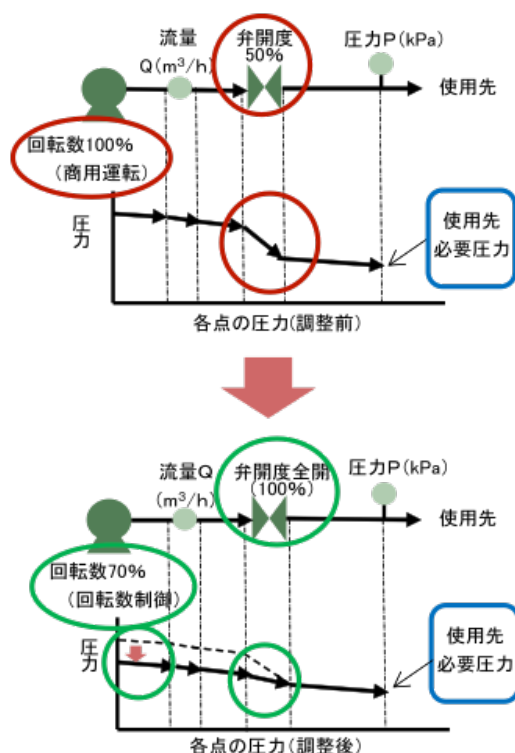 流量
Q(m³/h)
弁開度
50%
圧力P(kPa)
使用先
回転数100%
(商用運転)
圧力
使用先
必要圧力
各点の圧力(調整前)
流量Q
(m³/h)
弁開度全開
(100%)
圧力P(kPa)
使用先
回転数70%
(回転数制御)
圧力
使用先
必要圧力
各点の圧力(調整後)